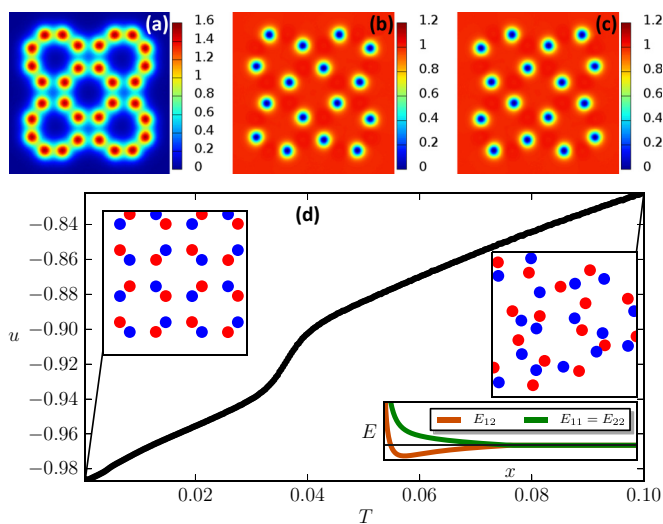 (a) (b) (c)
1.6 1.2 1.2
1.4
1.2 1 1
1 0.8 0.8
0.8 0.6 0.6
0.6 0.4 0.4
0.4
0.2 0.2 0.2
0 0 0
(d)
−0.84
−0.86
−0.88
−0.90
−0.92
−0.94
−0.96
−0.98
u
E₁₂ E₁₁ = E₂₂
E
x
0.02 0.04 0.06 0.08 0.10
T